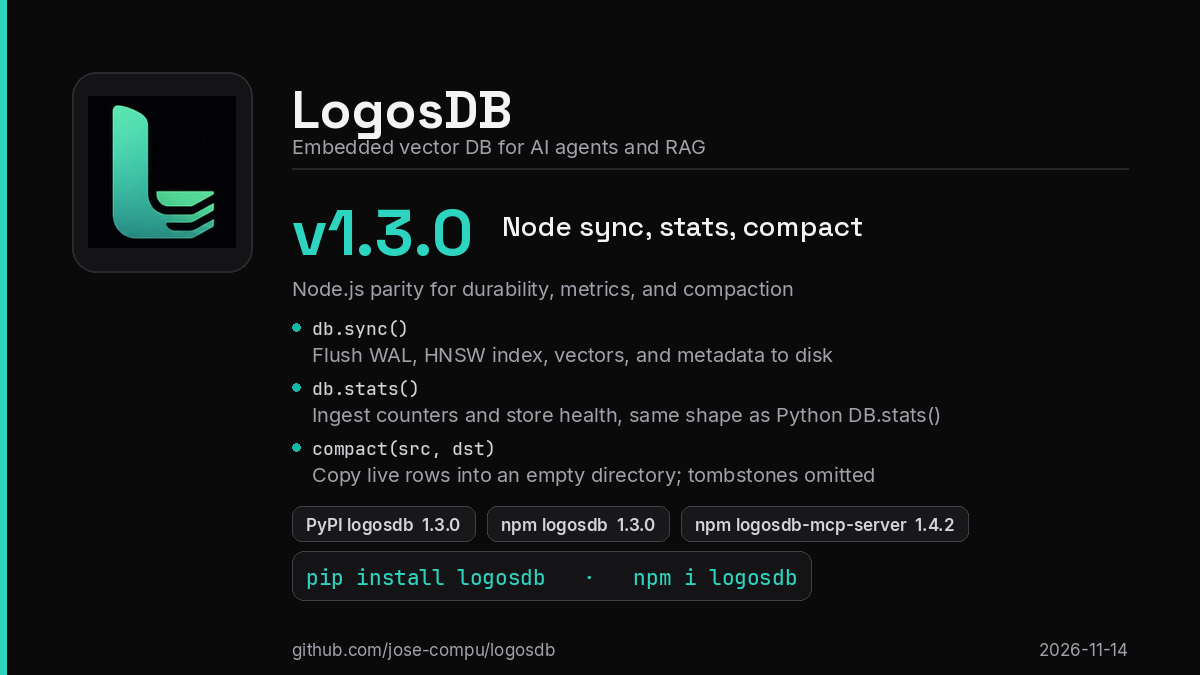 LogosDB
Embedded vector DB for AI agents and RAG
v1.3.0 Node sync, stats, compact
Node.js parity for durability, metrics, and compaction
• db.sync()
Flush WAL, HNSW index, vectors, and metadata to disk
• db.stats()
Ingest counters and store health, same shape as Python DB.stats()
• compact(src, dst)
Copy live rows into an empty directory; tombstones omitted
PyPI logosdb 1.3.0 npm logosdb 1.3.0 npm logosdb-mcp-server 1.4.2
pip install logosdb · npm i logosdb
github.com/jose-compu/logosdb 2026-11-14